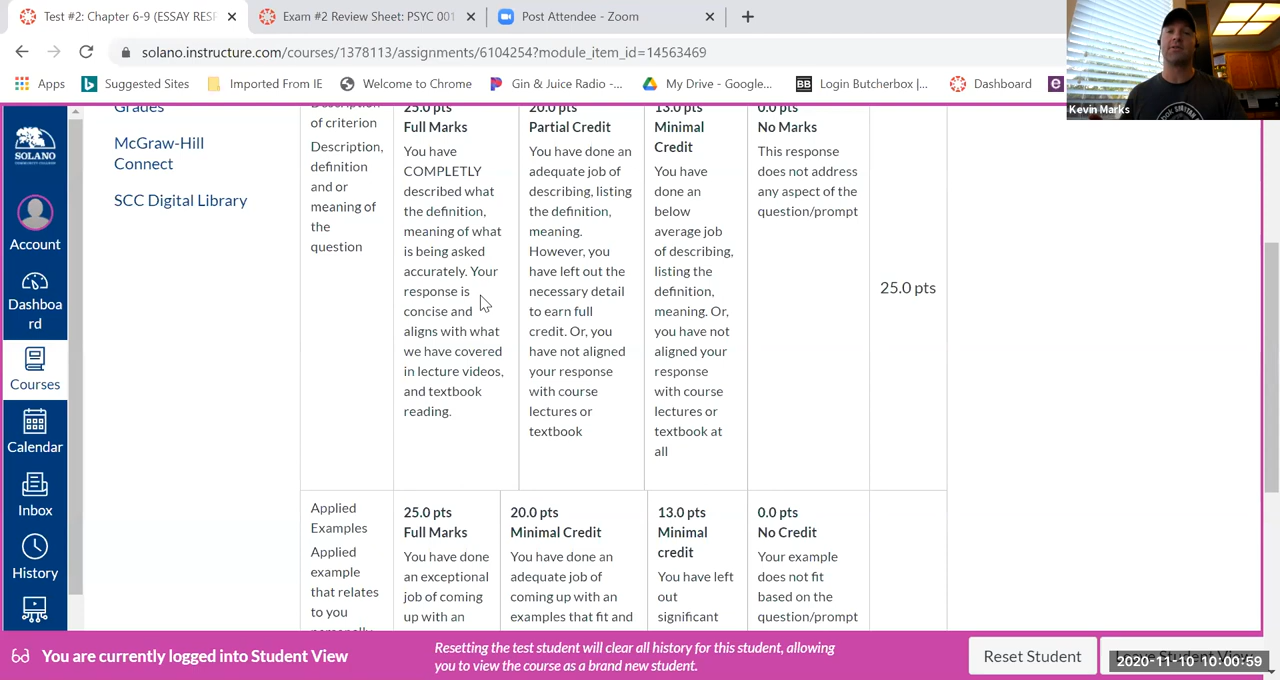 Test #2: Chapter 6-9 (ESSAY RESP
Exam #2 Review Sheet: PSYC 001
Post Attendee - Zoom
solano.instructure.com/courses/1378113/assignments/6104254?module_item_id=14563469
Apps
Suggested Sites
Imported From IE
Gin & Juice Radio -...
My Drive - Google...
BB
Login Butcherbox |...
Dashboard
Kevin Marks
Grades
McGraw-Hill
Connect
SCC Digital Library
SOLANO
Account
Dashboa
rd
Courses
Calendar
Inbox
History
of criterion
Description,
definition
and or
meaning of
the
question
25.0 pts
Full Marks
You have
COMPLETELY
described what
the definition,
meaning of what
is being asked
accurately. Your
response is
concise and
aligns with what
we have covered
in lecture videos,
and textbook
reading.
20.0 pts
Partial Credit
You have done an
adequate job of
describing, listing
the definition,
meaning.
However, you
have left out the
necessary detail
to earn full
credit. Or, you
have not aligned
your response
with course
lectures or
textbook
13.0 pts
Minimal
Credit
You have
done an
below
average job
of describing,
listing the
definition,
meaning. Or,
you have not
aligned your
response
with course
lectures or
textbook at
all
0.0 pts
No Marks
This response
does not address
any aspect of the
question/prompt
25.0 pts
Applied
Examples
Applied
example
that relates
to you
personally
25.0 pts
Full Marks
You have done
an exceptional
job of coming
up with an
20.0 pts
Minimal Credit
You have done an
adequate job of
coming up with an
examples that fit and
13.0 pts
Minimal
credit
You have left
out
significant
0.0 pts
No Credit
Your example
does not fit
based on the
question/prompt
You are currently logged into Student View
Resetting the test student will clear all history for this student, allowing
you to view the course as a brand new student.
Reset Student
Leave Student View
2020-11-10 10:00:59